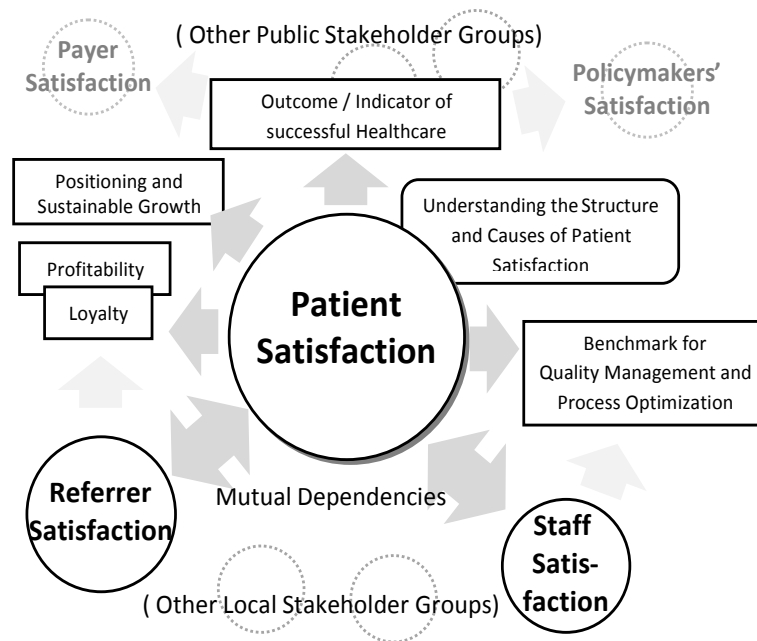 ( Other Public Stakeholder Groups)
Payer
Satisfaction
Policymakers’
Satisfaction
Outcome / Indicator of
successful Healthcare
Positioning and
Sustainable Growth
Understanding the Structure
and Causes of Patient
Satisfaction
Profitability
Loyalty
Patient
Satisfaction
Benchmark for
Quality Management and
Process Optimization
Referrer
Satisfaction
Mutual Dependencies
Staff
Satis-
faction
( Other Local Stakeholder Groups)